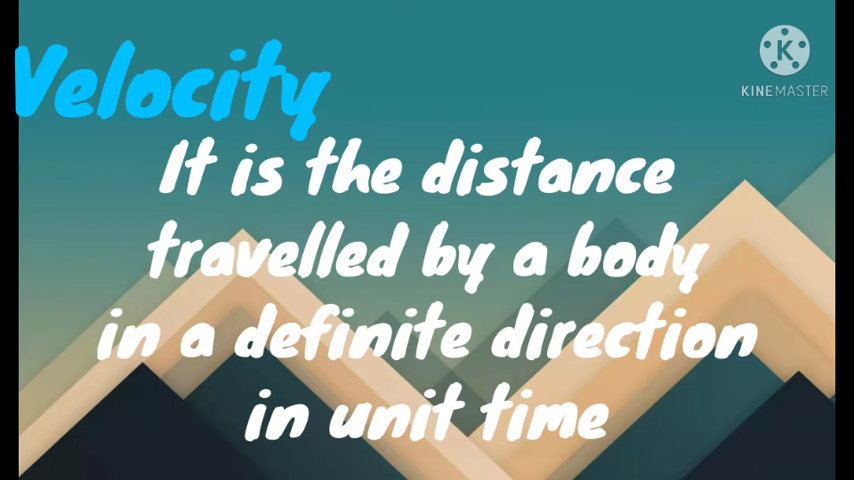 Velocity
KINEMASTER
It is the distance
travelled by a body
in a definite direction
in unit time